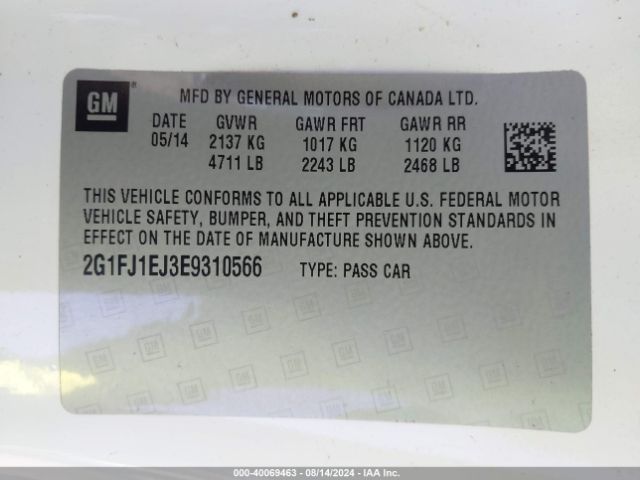 GM ®
MFD BY GENERAL MOTORS OF CANADA LTD.
DATE GVWR GAWR FRT GAWR RR
05/14 2137 KG 1017 KG 1120 KG
4711 LB 2243 LB 2468 LB
THIS VEHICLE CONFORMS TO ALL APPLICABLE U.S. FEDERAL MOTOR
VEHICLE SAFETY, BUMPER, AND THEFT PREVENTION STANDARDS IN
EFFECT ON THE DATE OF MANUFACTURE SHOWN ABOVE.
2G1FJ1EJ3E9310566 TYPE: PASS CAR
000-40069463 - 08/14/2024 - IAA Inc.